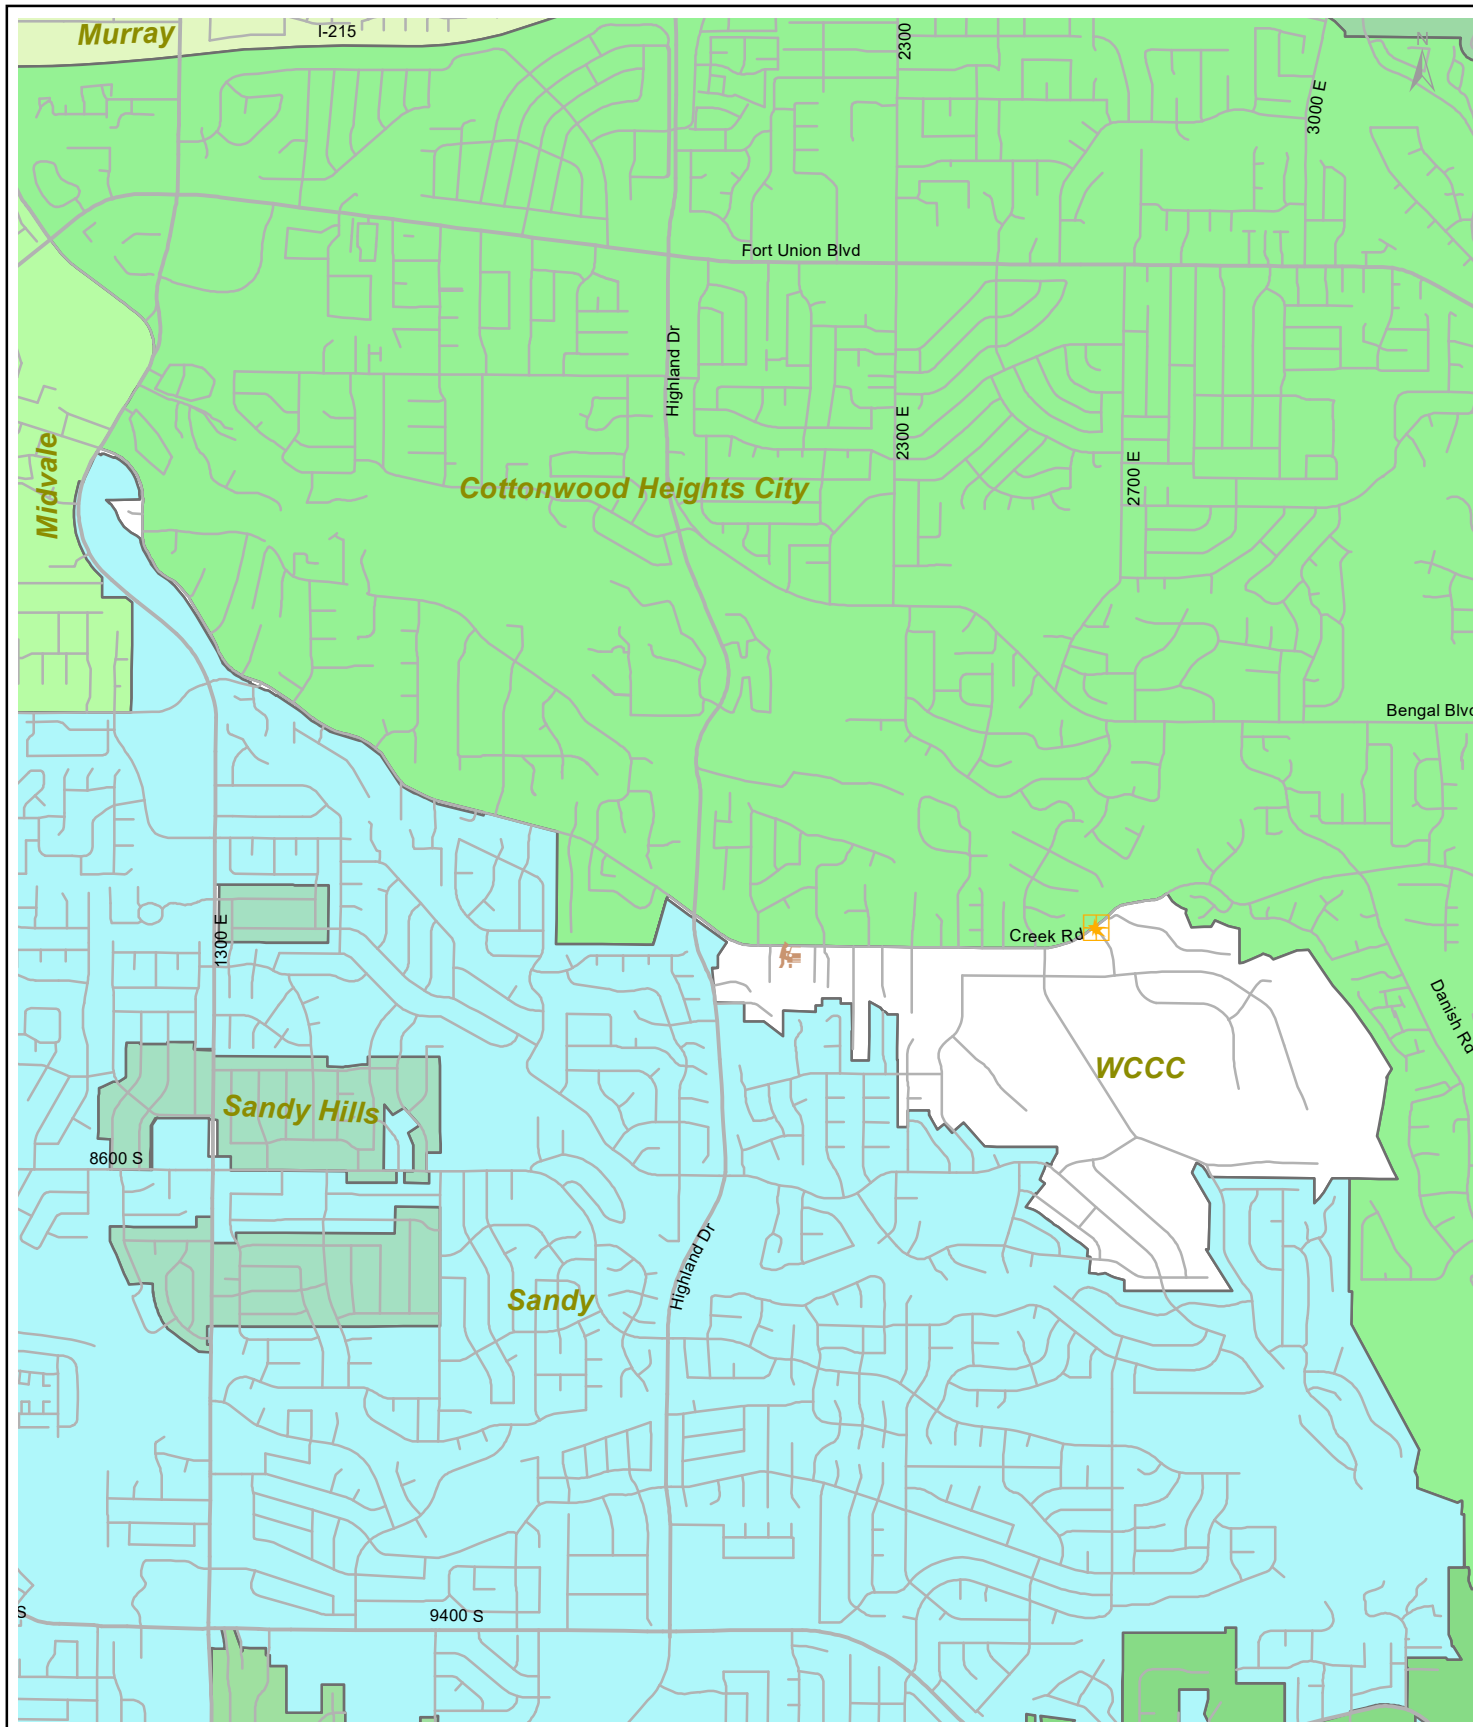 Murray
I-215
2300
N
3000 E
Fort Union Blvd
Highland Dr
2300 E
Midvale
2700 E
Cottonwood Heights City
Bengal Blvd
1300 E
Creek Rd
Danish Rd
WCCC
Sandy Hills
8600 S
Highland Dr
Sandy
S
9400 S